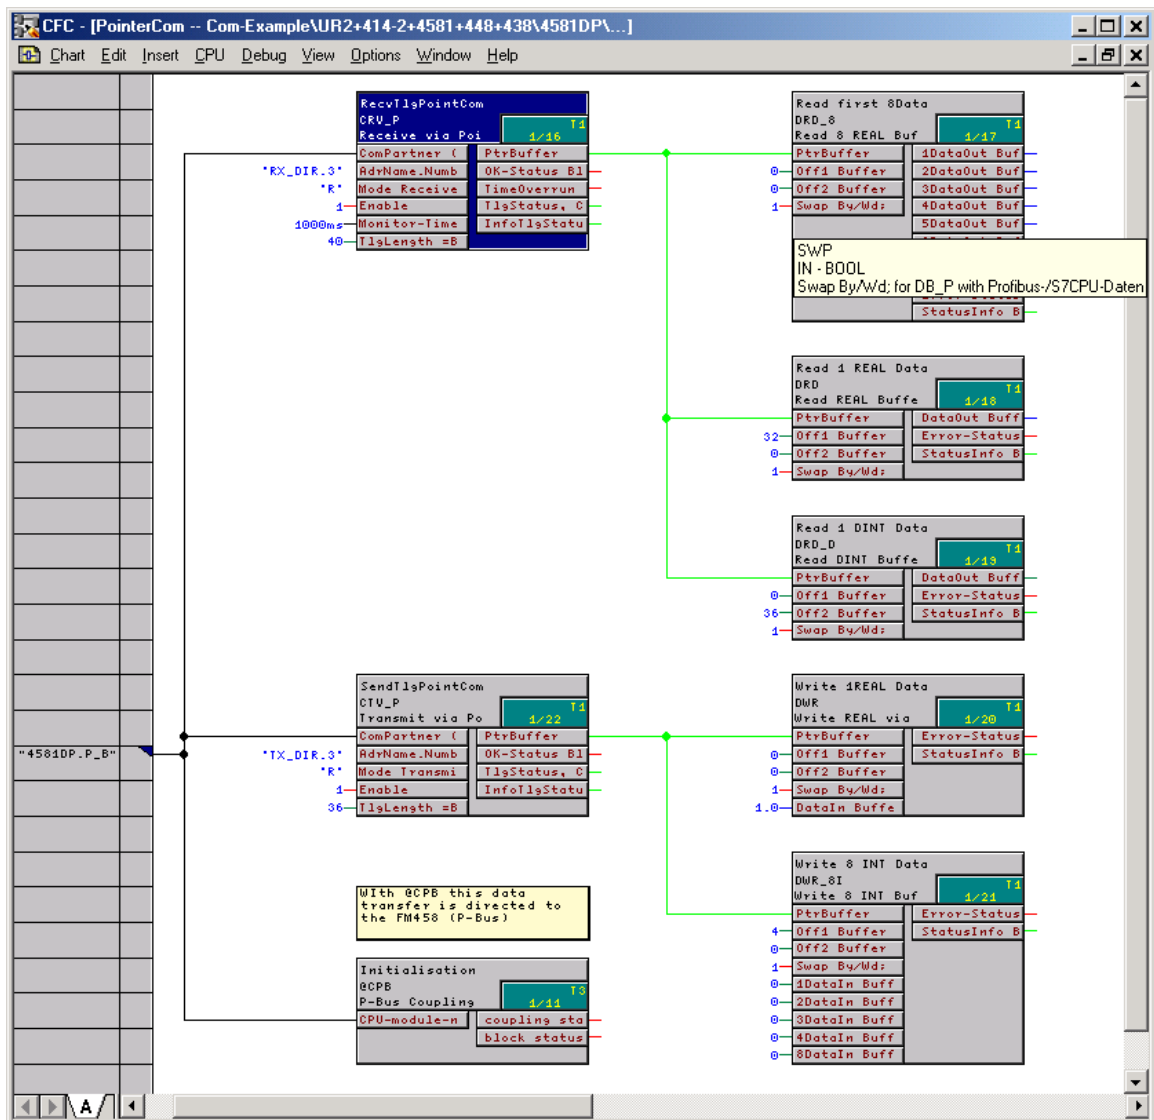 CFC - [PointerCom -- Com-Example\UR2+414-2+4581+448+438\4581DP\...]
Chart Edit Insert CPU Debug View Options Window Help
RecvTlgPointCom
CRV_P
T1
Receive via Poi
1/16
ComPartner (
PtrBuffer
"RX_DIR.3"
AdrName.Numb
OK-Status Bl
"R"
Mode Receive
TimeOverrun
1
Enable
TlgStatus, C
1000ms
Monitor-Time
InfoTlgStatu
40
TlgLength =B
Read first 8Data
DRD_8
T1
Read 8 REAL Buf
1/17
PtrBuffer
1DataOut Buf
0
Off1 Buffer
2DataOut Buf
0
Off2 Buffer
3DataOut Buf
1
Swap By/Wd;
4DataOut Buf
5DataOut Buf
SWP
IN - BOOL
Swap By/Wd; for DB_P with Profibus-/S7CPU-Daten
StatusInfo B
Read 1 REAL Data
DRD
T1
Read REAL Buffe
1/18
PtrBuffer
DataOut Buff
32
Off1 Buffer
Error-Status
0
Off2 Buffer
StatusInfo B
1
Swap By/Wd;
Read 1 DINT Data
DRD_D
T1
Read DINT Buffe
1/19
PtrBuffer
DataOut Buff
0
Off1 Buffer
Error-Status
36
Off2 Buffer
StatusInfo B
1
Swap By/Wd;
"4581DP.P_B"
SendTlgPointCom
CTV_P
T1
Transmit via Po
1/22
ComPartner (
PtrBuffer
"TX_DIR.3"
AdrName.Numb
OK-Status Bl
"R"
Mode Transmi
TlgStatus, C
1
Enable
InfoTlgStatu
36
TlgLength =B
Write 1REAL Data
DWR
T1
Write REAL via
1/20
PtrBuffer
Error-Status
0
Off1 Buffer
StatusInfo B
0
Off2 Buffer
1
Swap By/Wd;
1.0
DataIn Buffe
WIth @CPB this data
transfer is directed to
the FM458 (P-Bus)
Write 8 INT Data
DWR_8I
T1
Write 8 INT Buf
1/21
PtrBuffer
Error-Status
4
Off1 Buffer
StatusInfo B
0
Off2 Buffer
1
Swap By/Wd;
0
1DataIn Buff
0
2DataIn Buff
0
3DataIn Buff
0
4DataIn Buff
0
8DataIn Buff
Initialisation
@CPB
T3
P-Bus Coupling
1/11
CPU-module-n
coupling sta
block status
A